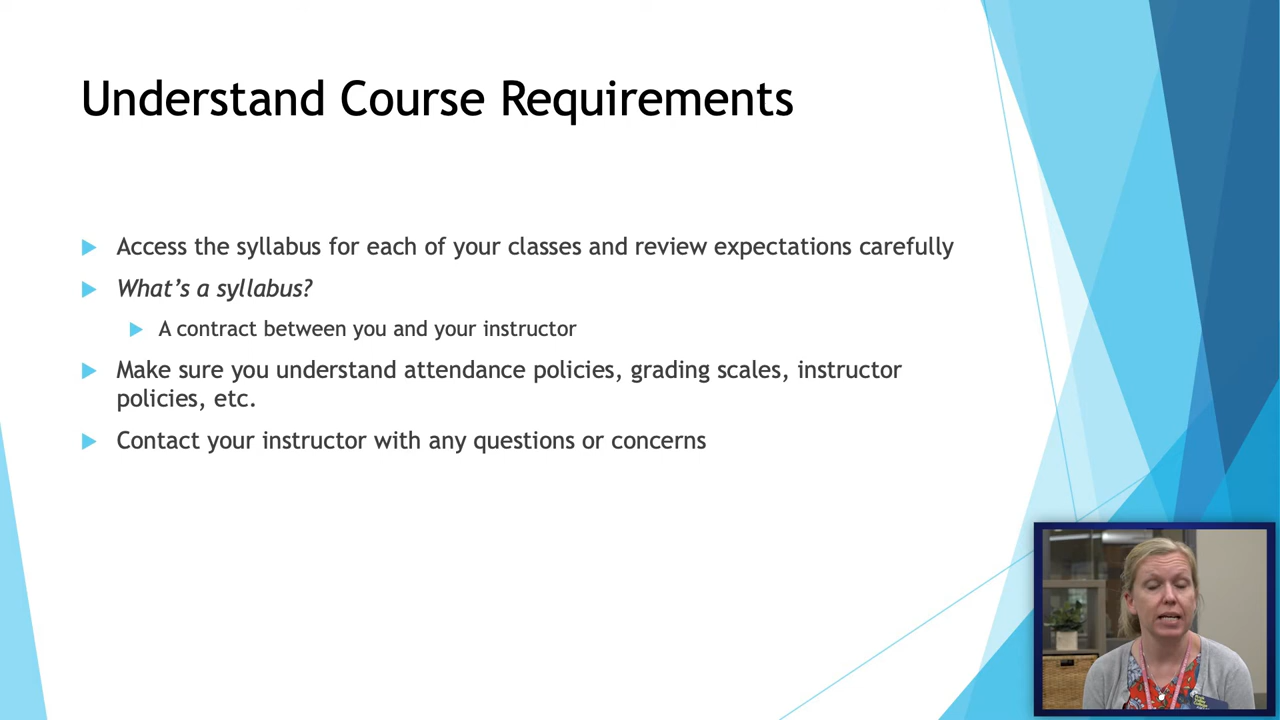 Understand Course Requirements
Access the syllabus for each of your classes and review expectations carefully
What's a syllabus?
A contract between you and your instructor
Make sure you understand attendance policies, grading scales, instructor
policies, etc.
Contact your instructor with any questions or concerns